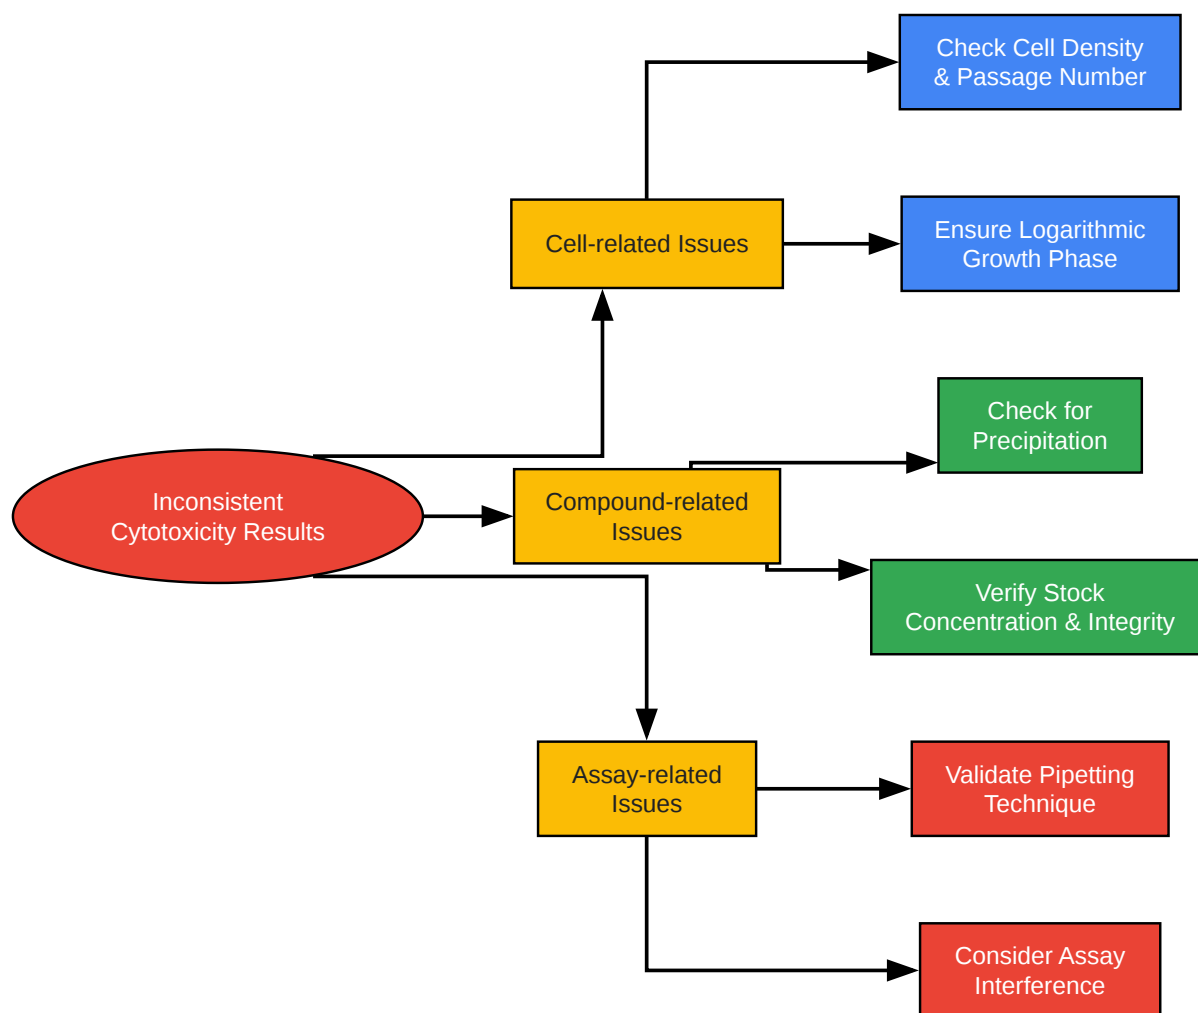 Check Cell Density
& Passage Number
Cell-related Issues
Ensure Logarithmic
Growth Phase
Check for
Precipitation
Inconsistent
Cytotoxicity Results
Compound-related
Issues
Verify Stock
Concentration & Integrity
Assay-related
Issues
Validate Pipetting
Technique
Consider Assay
Interference